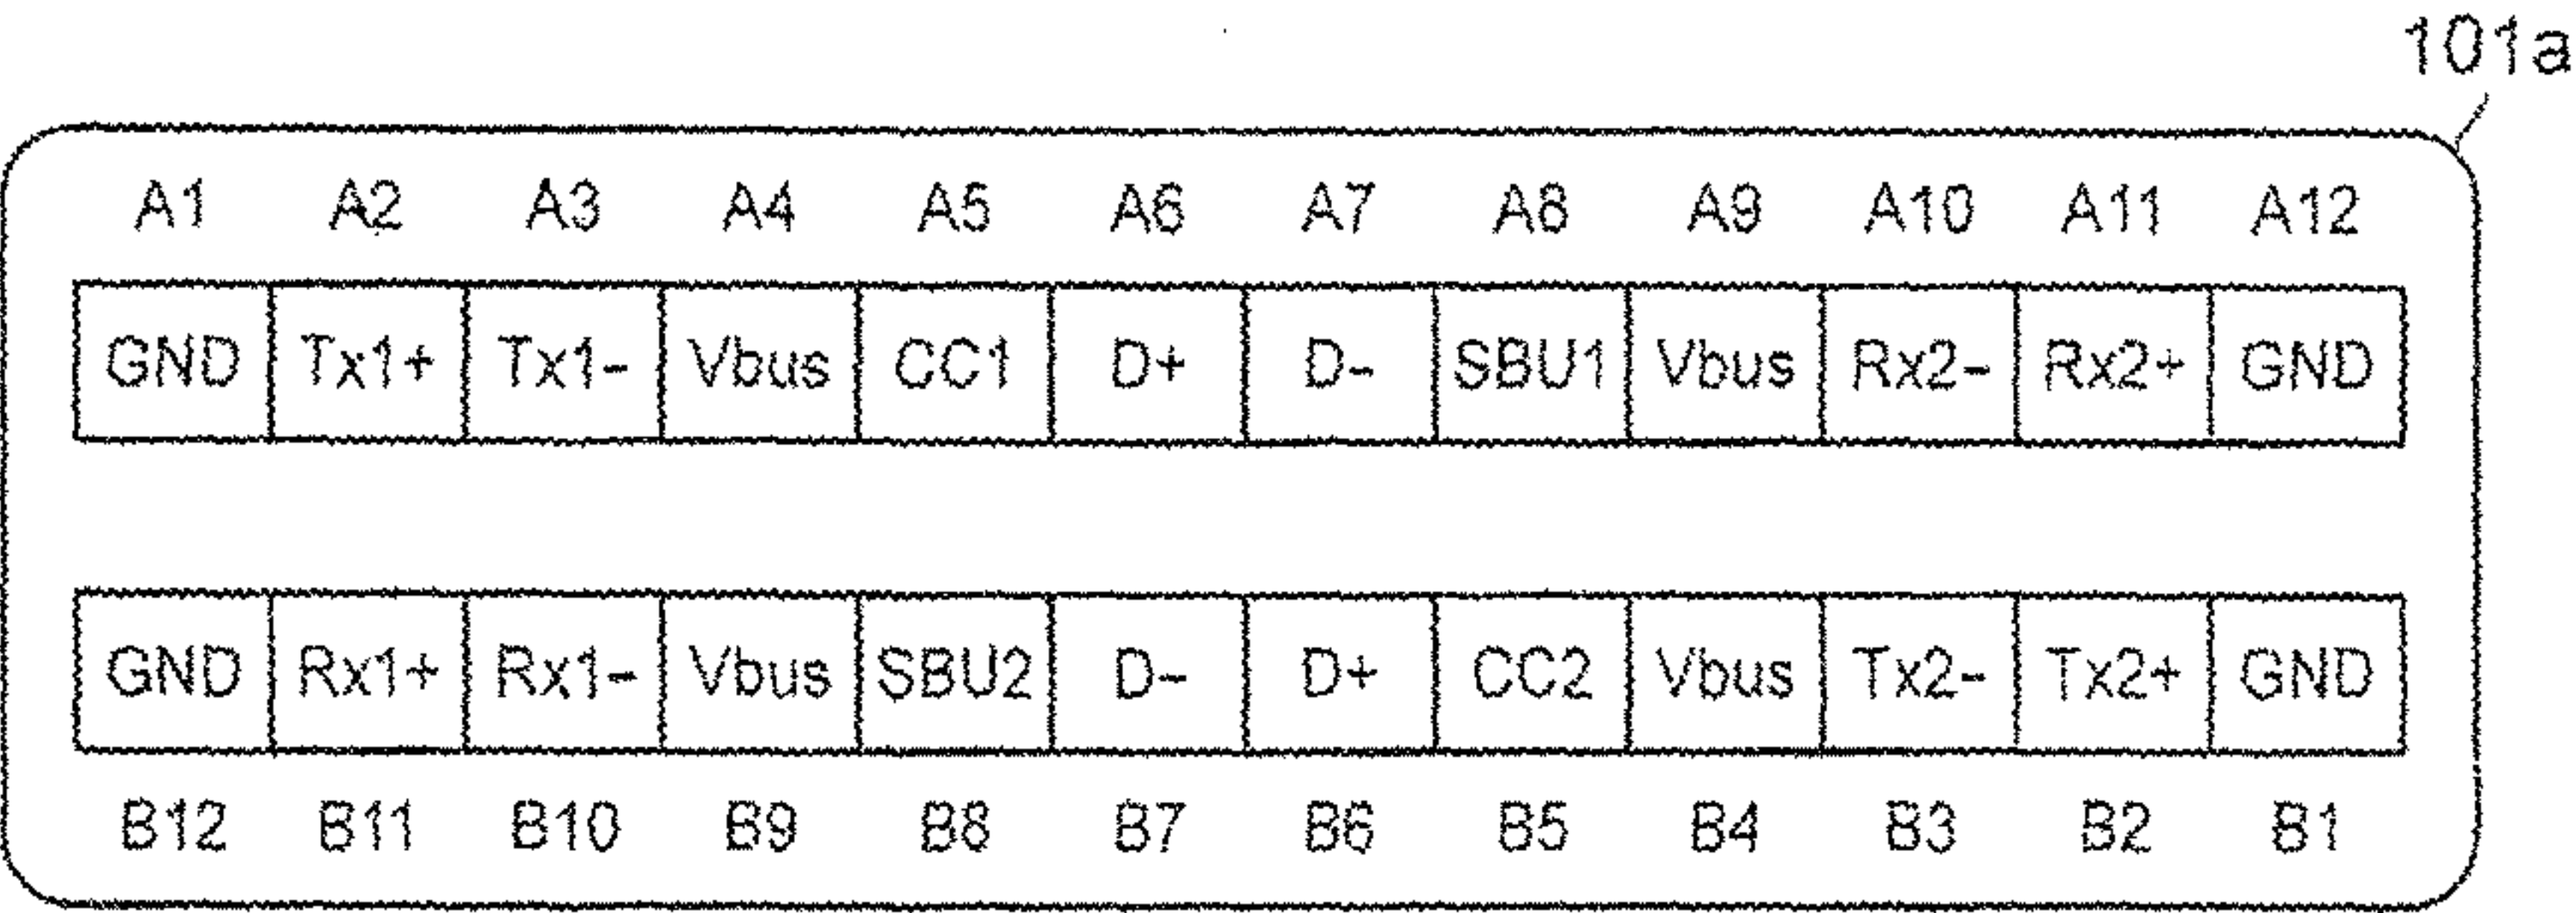 101a
A1 A2 A3 A4 A5 A6 A7 A8 A9 A10 A11 A12
GND Tx1+ Tx1- Vbus CC1 D+ D- SBU1 Vbus Rx2- Rx2+ GND
GND Rx1+ Rx1- Vbus SBU2 D- D+ CC2 Vbus Tx2- Tx2+ GND
B12 B11 B10 B9 B8 B7 B6 B5 B4 B3 B2 B1